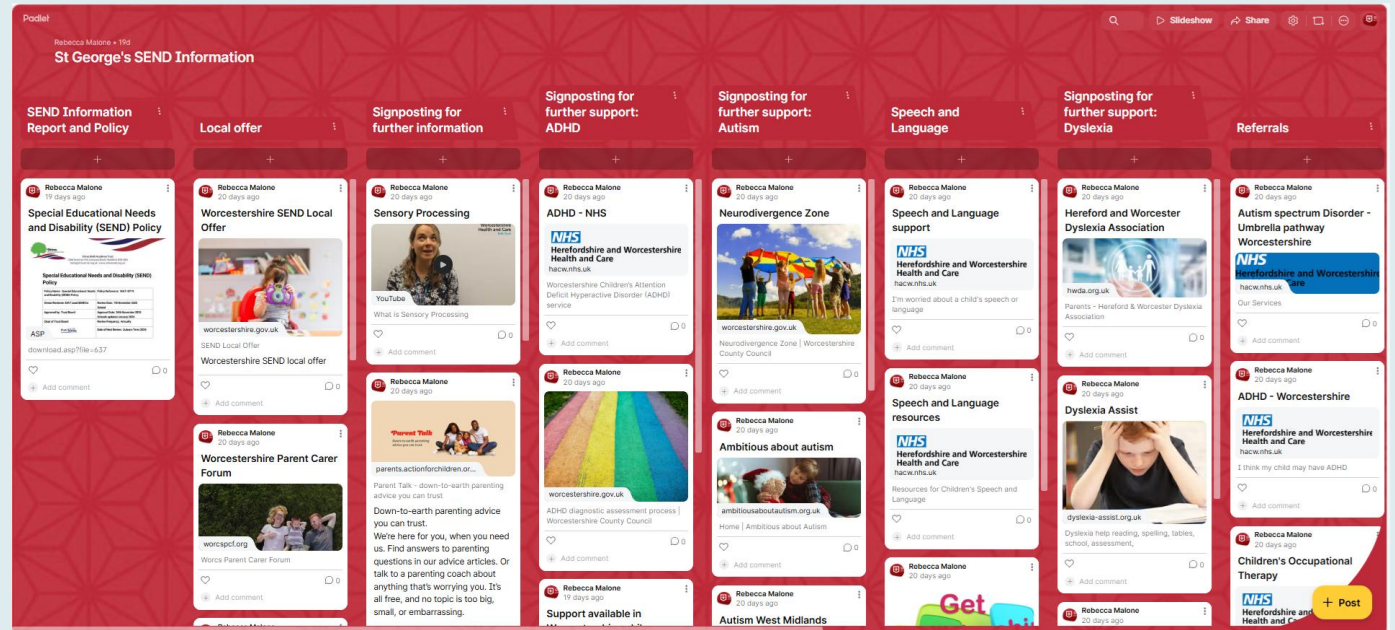 Padlet
Slideshow
Share
Rebecca Malone • 19d
St George's SEND Information
SEND Information
Report and Policy
+
Rebecca Malone
19 days ago
Special Educational Needs
and Disability (SEND) Policy
Special Educational Needs and Disability (SEND)
Policy
ASP
download.asp?file=637
0
Add comment
Local offer
+
Rebecca Malone
20 days ago
Worcestershire SEND Local
Offer
worcestershire.gov.uk
SEND Local Offer
Worcestershire SEND local offer
0
Add comment
Rebecca Malone
20 days ago
Worcestershire Parent Carer
Forum
worcspcf.org
Worcs Parent Carer Forum
0
Add comment
Signposting for
further information
+
Rebecca Malone
20 days ago
Sensory Processing
Worcestershire
Health and Care
YouTube
What is Sensory Processing
0
Add comment
Rebecca Malone
20 days ago
Parent Talk
Down-to-earth parenting
advice you can trust
parents.actionforchildren.or...
Parent Talk - down-to-earth parenting
advice you can trust
Down-to-earth parenting advice
you can trust.
We're here for you, when you need
us. Find answers to parenting
questions in our advice articles. Or
talk to a parenting coach about
anything that's worrying you. It's
all free, and no topic is too big,
small, or embarrassing.
Signposting for
further support:
ADHD
+
Rebecca Malone
20 days ago
ADHD - NHS
NHS
Herefordshire and Worcestershire
Health and Care
hacw.nhs.uk
Worcestershire Children's Attention
Deficit Hyperactive Disorder (ADHD)
service
0
Add comment
Rebecca Malone
20 days ago
worcestershire.gov.uk
ADHD diagnostic assessment process |
Worcestershire County Council
0
Add comment
Rebecca Malone
19 days ago
Support available in
Signposting for
further support:
Autism
+
Rebecca Malone
20 days ago
Neurodivergence Zone
worcestershire.gov.uk
Neurodivergence Zone | Worcestershire
County Council
0
Add comment
Rebecca Malone
20 days ago
Ambitious about autism
ambitiousaboutautism.org.uk
Home | Ambitious about Autism
0
Add comment
Rebecca Malone
20 days ago
Autism West Midlands
Speech and
Language
+
Rebecca Malone
20 days ago
Speech and Language
support
NHS
Herefordshire and Worcestershire
Health and Care
hacw.nhs.uk
I'm worried about a child's speech or
language
0
Add comment
Rebecca Malone
20 days ago
Speech and Language
resources
NHS
Herefordshire and Worcestershire
Health and Care
hacw.nhs.uk
Resources for Children's Speech and
Language
0
Add comment
Rebecca Malone
20 days ago
Get
Signposting for
further support:
Dyslexia
+
Rebecca Malone
20 days ago
Hereford and Worcester
Dyslexia Association
hwda.org.uk
Parents - Hereford & Worcester Dyslexia
Association
0
Add comment
Rebecca Malone
20 days ago
Dyslexia Assist
dyslexia-assist.org.uk
Dyslexia help reading, spelling, tables,
school, assessment,
0
Add comment
Rebecca Malone
20 days ago
Referrals
+
Rebecca Malone
20 days ago
Autism spectrum Disorder -
Umbrella pathway
Worcestershire
NHS
Herefordshire and Worcestershire
hacw.nhs.uk
Our Services
0
Add comment
Rebecca Malone
20 days ago
ADHD - Worcestershire
NHS
Herefordshire and Worcestershire
Health and Care
hacw.nhs.uk
I think my child may have ADHD
0
Add comment
Rebecca Malone
20 days ago
Children's Occupational
Therapy
NHS
+ Post